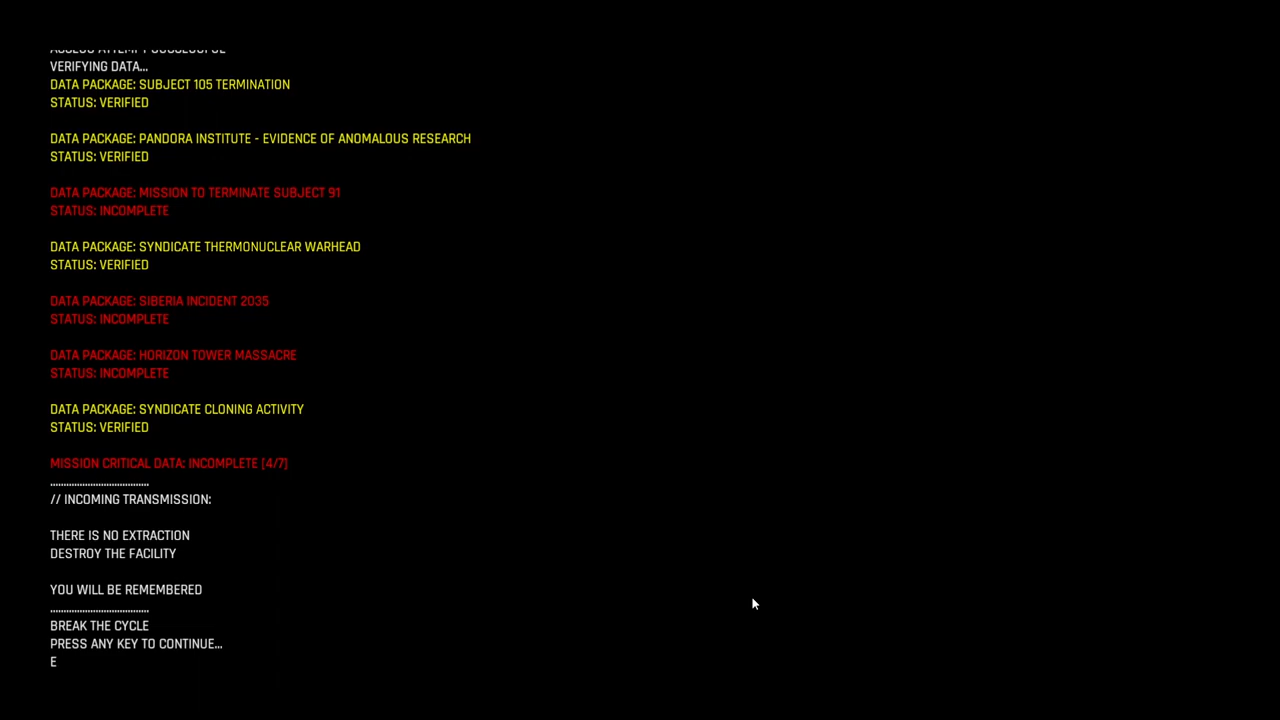 ACCESS ATTEMPT SUCCESSFUL
VERIFYING DATA...
DATA PACKAGE: SUBJECT 105 TERMINATION
STATUS: VERIFIED
DATA PACKAGE: PANDORA INSTITUTE - EVIDENCE OF ANOMALOUS RESEARCH
STATUS: VERIFIED
DATA PACKAGE: MISSION TO TERMINATE SUBJECT 91
STATUS: INCOMPLETE
DATA PACKAGE: SYNDICATE THERMONUCLEAR WARHEAD
STATUS: VERIFIED
DATA PACKAGE: SIBERIA INCIDENT 2035
STATUS: INCOMPLETE
DATA PACKAGE: HORIZON TOWER MASSACRE
STATUS: INCOMPLETE
DATA PACKAGE: SYNDICATE CLONING ACTIVITY
STATUS: VERIFIED
MISSION CRITICAL DATA: INCOMPLETE [4/7]
.....................................
// INCOMING TRANSMISSION:
THERE IS NO EXTRACTION
DESTROY THE FACILITY
YOU WILL BE REMEMBERED
.....................................
BREAK THE CYCLE
PRESS ANY KEY TO CONTINUE...
E